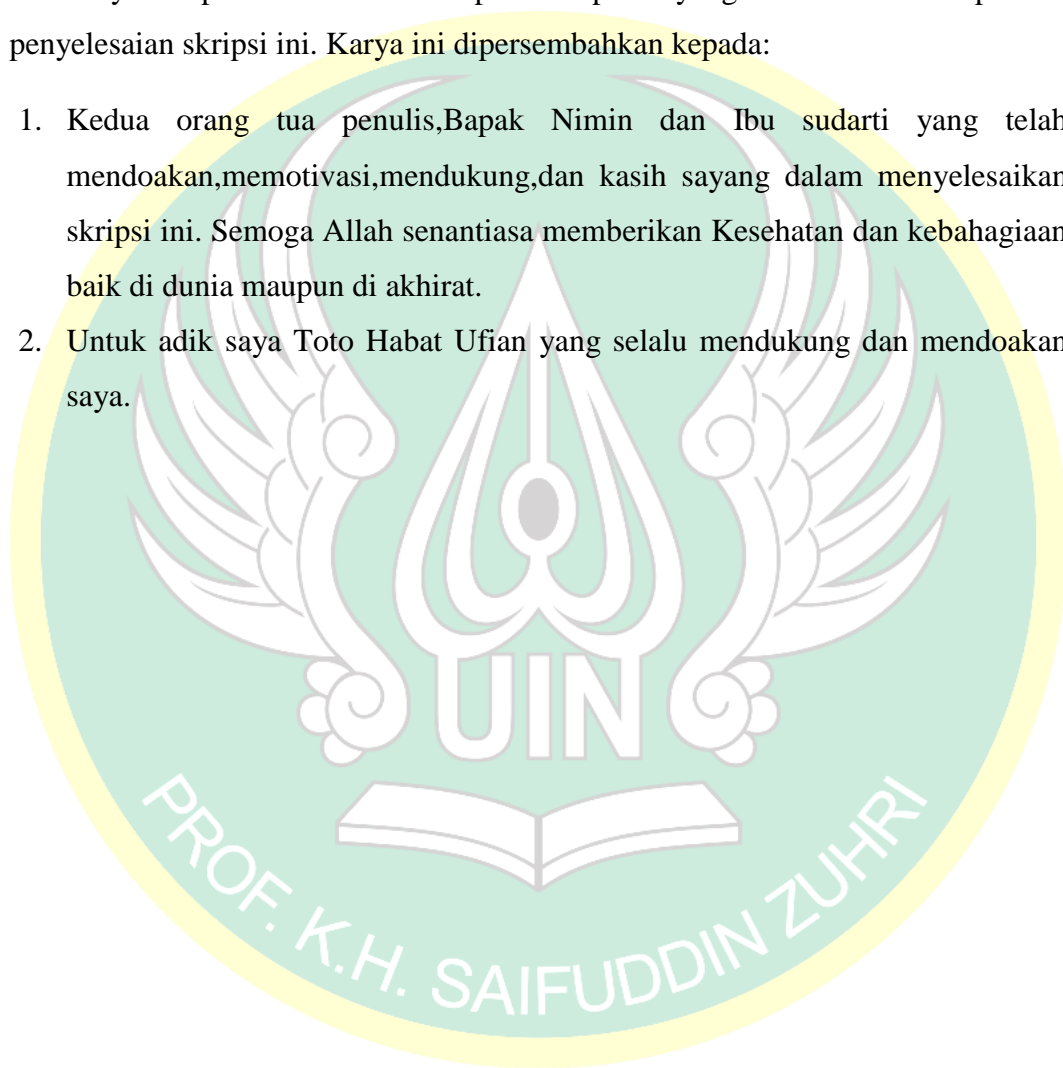 penyelesaian skripsi ini. Karya ini dipersembahkan kepada:
1. Kedua orang tua penulis,Bapak Nimin dan Ibu sudarti yang telah
mendoakan,memotivasi,mendukung,dan kasih sayang dalam menyelesaikan
skripsi ini. Semoga Allah senantiasa memberikan Kesehatan dan kebahagiaan
baik di dunia maupun di akhirat.
2. Untuk adik saya Toto Habat Ufian yang selalu mendukung dan mendoakan
saya.
UIN
PROF. K.H. SAIFUDDIN ZUHRI